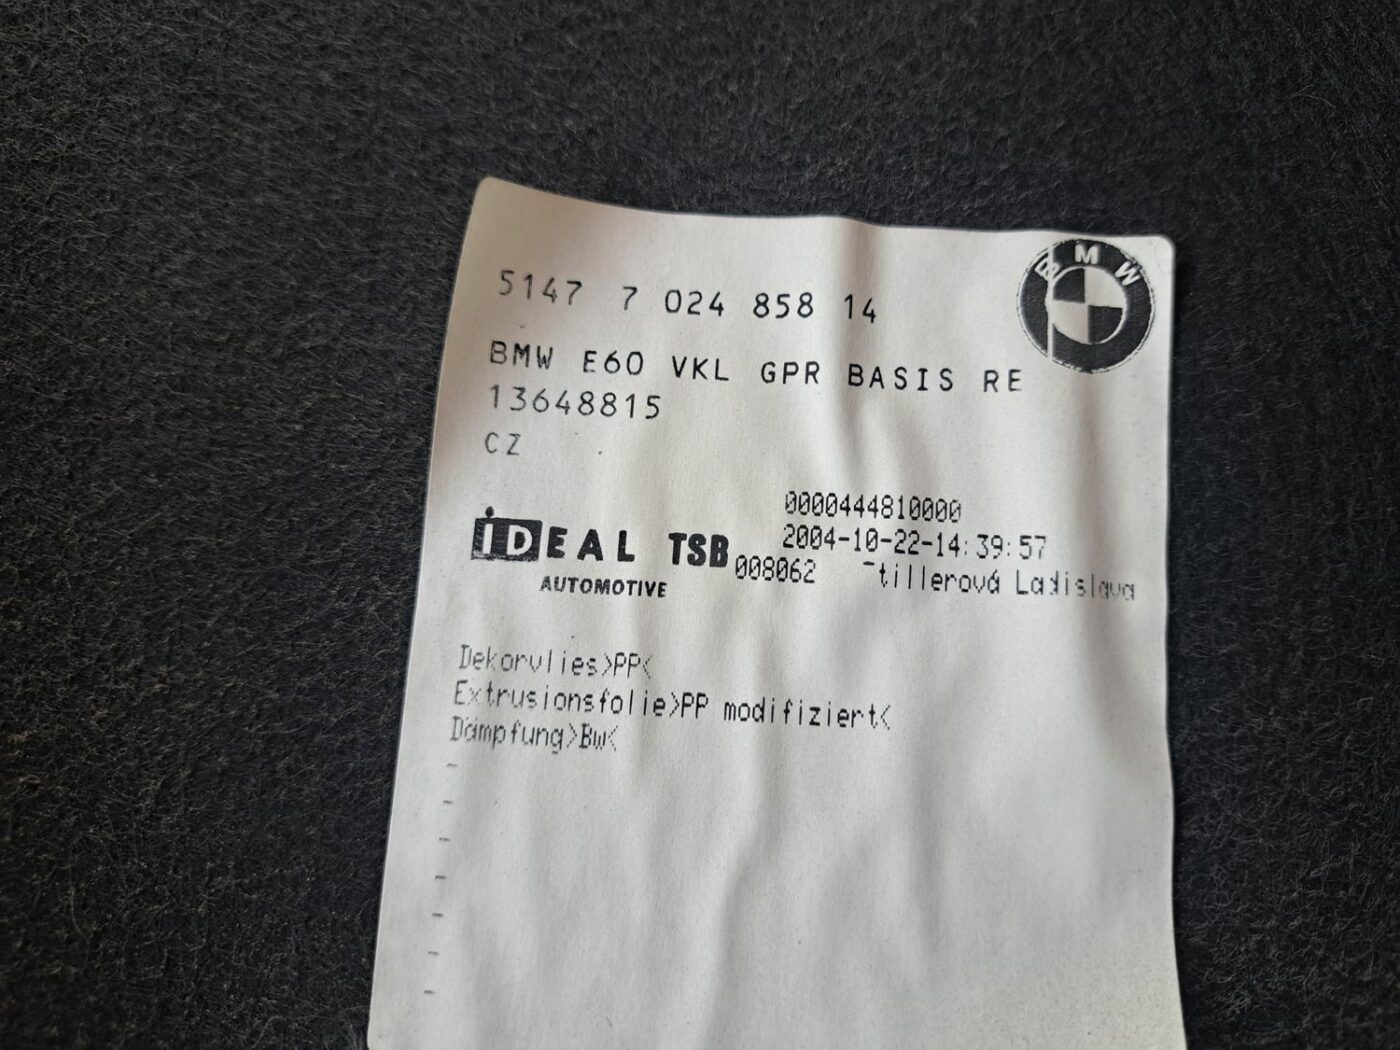 BMW
5147 7 024 858 14
BMW E60 VKL GPR BASIS RE
13648815
CZ
0000444810000
iDEAL TSB 2004-10-22-14:39:57
AUTOMOTIVE 008062 tillerová Ladislava
Dekorvlies>PP<
Extrusionsfolie>PP modifiziert<
Dämpfung>Bw<